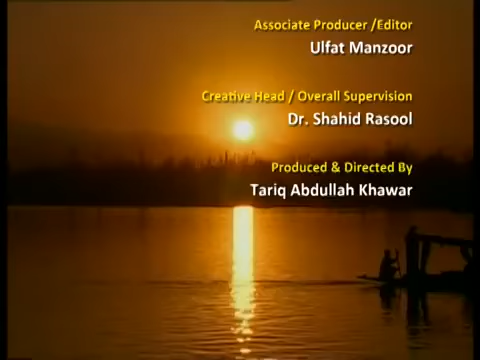 Associate Producer /Editor
Ulfat Manzoor
Creative Head / Overall Supervision
Dr. Shahid Rasool
Produced & Directed By
Tariq Abdullah Khawar